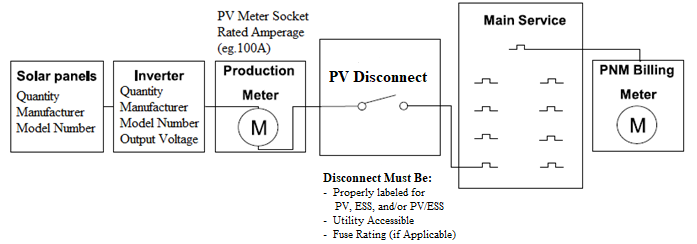 PV Meter Socket
Rated Amperage
(eg.100A)
Solar panels
Quantity
Manufacturer
Model Number
Inverter
Quantity
Manufacturer
Model Number
Output Voltage
Production
Meter
M
PV Disconnect
Main Service
PNM Billing
Meter
M
Disconnect Must Be:
- Properly labeled for
PV, ESS, and/or PV/ESS
- Utility Accessible
- Fuse Rating (if Applicable)